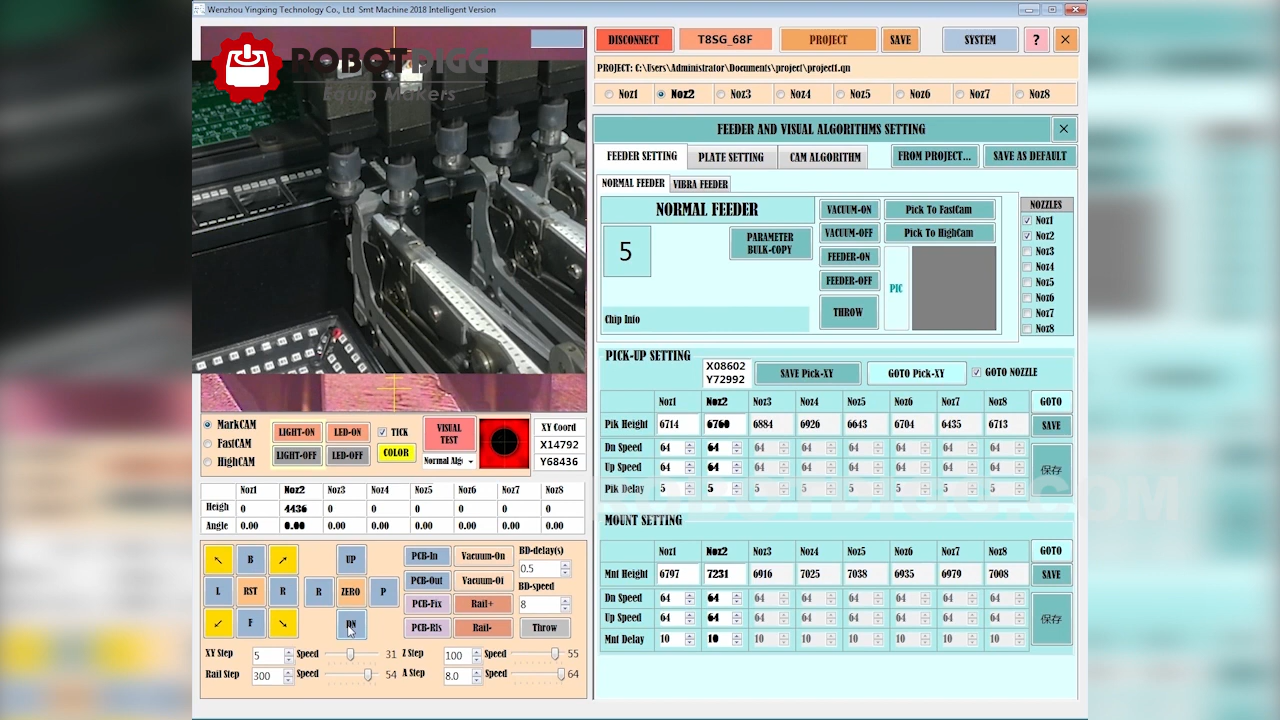 Wenzhou Yingxing Technology Co., Ltd Smt Machine 2018 Intelligent Version
ROBOTDIGG
Equip Makers
DISCONNECT T8SG_68F PROJECT SAVE SYSTEM ? ×
PROJECT: C:\Users\Administrator\Documents\project\project1.qn
Noz1 Noz2 Noz3 Noz4 Noz5 Noz6 Noz7 Noz8
FEEDER AND VISUAL ALGORITHMS SETTING ×
FEEDER SETTING PLATE SETTING CAM ALGORITHM FROM PROJECT... SAVE AS DEFAULT
NORMAL FEEDER VIBRA FEEDER
NORMAL FEEDER
5
PARAMETER
BULK-COPY
Chip Info
VACUUM-ON Pick To FastCam
VACUUM-OFF Pick To HighCam
FEEDER-ON
FEEDER-OFF
THROW
PIC
NOZZLES
Noz1
Noz2
Noz3
Noz4
Noz5
Noz6
Noz7
Noz8
PICK-UP SETTING
X08602
Y72992
SAVE Pick-XY GOTO Pick-XY GOTO NOZZLE
Noz1 Noz2 Noz3 Noz4 Noz5 Noz6 Noz7 Noz8 GOTO
Pik Height 6714 6760 6884 6926 6643 6704 6435 6713 SAVE
Dn Speed 64 64 64 64 64 64 64 64
Up Speed 64 64 64 64 64 64 64 64 保存
Pik Delay 5 5 5 5 5 5 5 5
MOUNT SETTING
Noz1 Noz2 Noz3 Noz4 Noz5 Noz6 Noz7 Noz8 GOTO
Mnt Height 6797 7231 6916 7025 7038 6935 6979 7008 SAVE
Dn Speed 64 64 64 64 64 64 64 64
Up Speed 64 64 64 64 64 64 64 64 保存
Mnt Delay 10 10 10 10 10 10 10 10
MarkCAM
FastCAM
HighCAM
LIGHT-ON LED-ON TICK
LIGHT-OFF LED-OFF COLOR
VISUAL
TEST
Normal Alg
XY Coord
X14792
Y68436
Noz1 Noz2 Noz3 Noz4 Noz5 Noz6 Noz7 Noz8
Heigh 0 4436 0 0 0 0 0 0
Angle 0.00 0.00 0.00 0.00 0.00 0.00 0.00 0.00
B UP PCB-In Vacuum-On BD-delay(s)
0.5
L RST R R ZERO P PCB-Out Vacuum-Oi BD-speed
PCB-Fix Rail+ 8
F DN PCB-Rls Rail- Throw
XY Step 5 Speed 31 Z Step 100 Speed 55
Rail Step 300 Speed 54 A Step 8.0 Speed 64